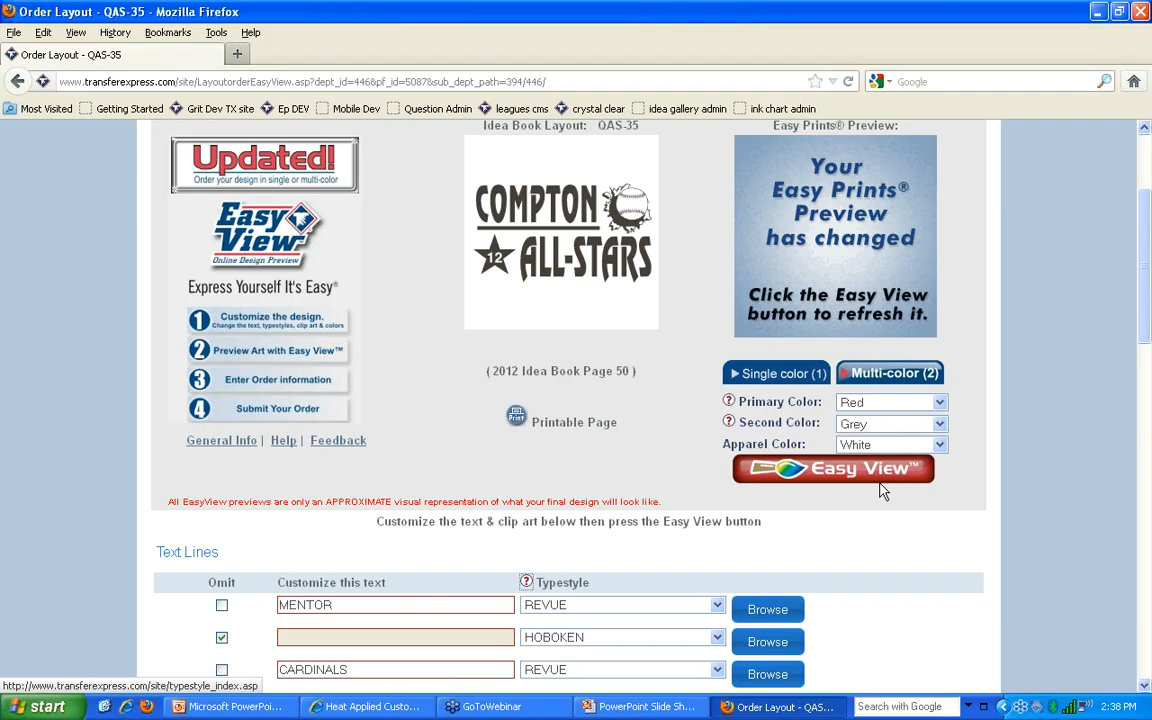 Order Layout - QAS-35 - Mozilla Firefox
File Edit View History Bookmarks Tools Help
Order Layout - QAS-35
www.transferexpress.com/site/LayoutorderEasyView.asp?dept_id=446&pf_id=5087&sub_dept_path=394/446/
Google
Most Visited Getting Started Grit Dev TX site Ep DEV Mobile Dev Question Admin leagues cms crystal clear idea gallery admin ink chart admin
Idea Book Layout: QAS-35
Easy Prints® Preview:
Updated!
Order your design in single or multi-color
Easy
View™
Online Design Preview
Express Yourself It's Easy®
1 Customize the design.
Change the text, typestyles, clip art & colors
2 Preview Art with Easy View™
3 Enter Order information
4 Submit Your Order
General Info | Help | Feedback
COMPTON
12 ALL-STARS
( 2012 Idea Book Page 50 )
Print
Printable Page
Your
Easy Prints®
Preview
has changed
Click the Easy View
button to refresh it.
Single color (1) Multi-color (2)
? Primary Color: Red
? Second Color: Grey
Apparel Color: White
Easy View™
All EasyView previews are only an APPROXIMATE visual representation of what your final design will look like.
Customize the text & clip art below then press the Easy View button
Text Lines
Omit Customize this text ? Typestyle
MENTOR REVUE Browse
HOBOKEN Browse
CARDINALS REVUE Browse
http://www.transferexpress.com/site/typestyle_index.asp
start Microsoft PowerPoi... Heat Applied Custo... GoToWebinar PowerPoint Slide Sh... Order Layout - QAS-... Search with Google 2:38 PM